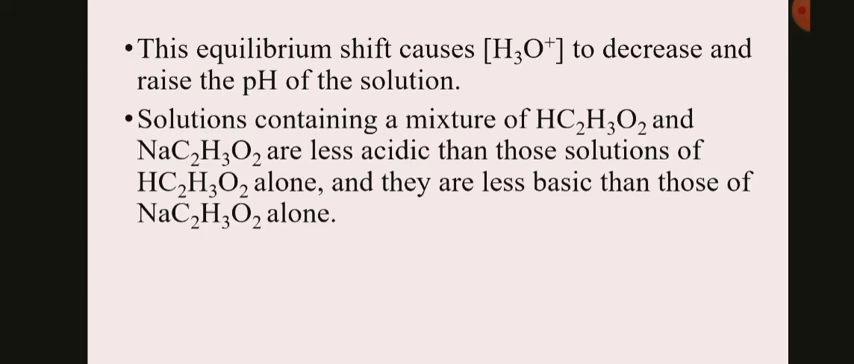 •This equilibrium shift causes [H₃O⁺] to decrease and
raise the pH of the solution.
•Solutions containing a mixture of HC₂H₃O₂ and
NaC₂H₃O₂ are less acidic than those solutions of
HC₂H₃O₂ alone, and they are less basic than those of
NaC₂H₃O₂ alone.